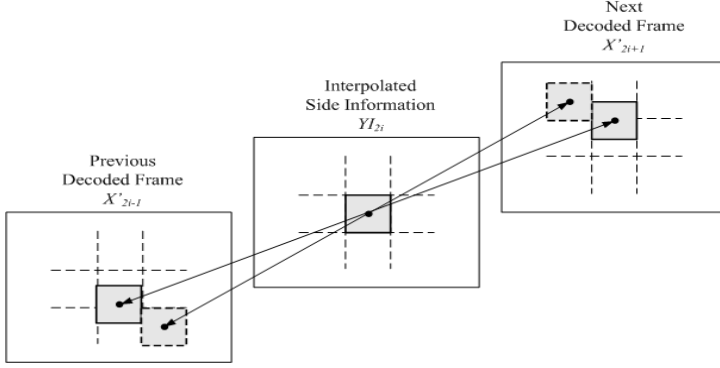 Previous
Decoded Frame
X'2i-1
Interpolated
Side Information
YI2i
Next
Decoded Frame
X'2i+1